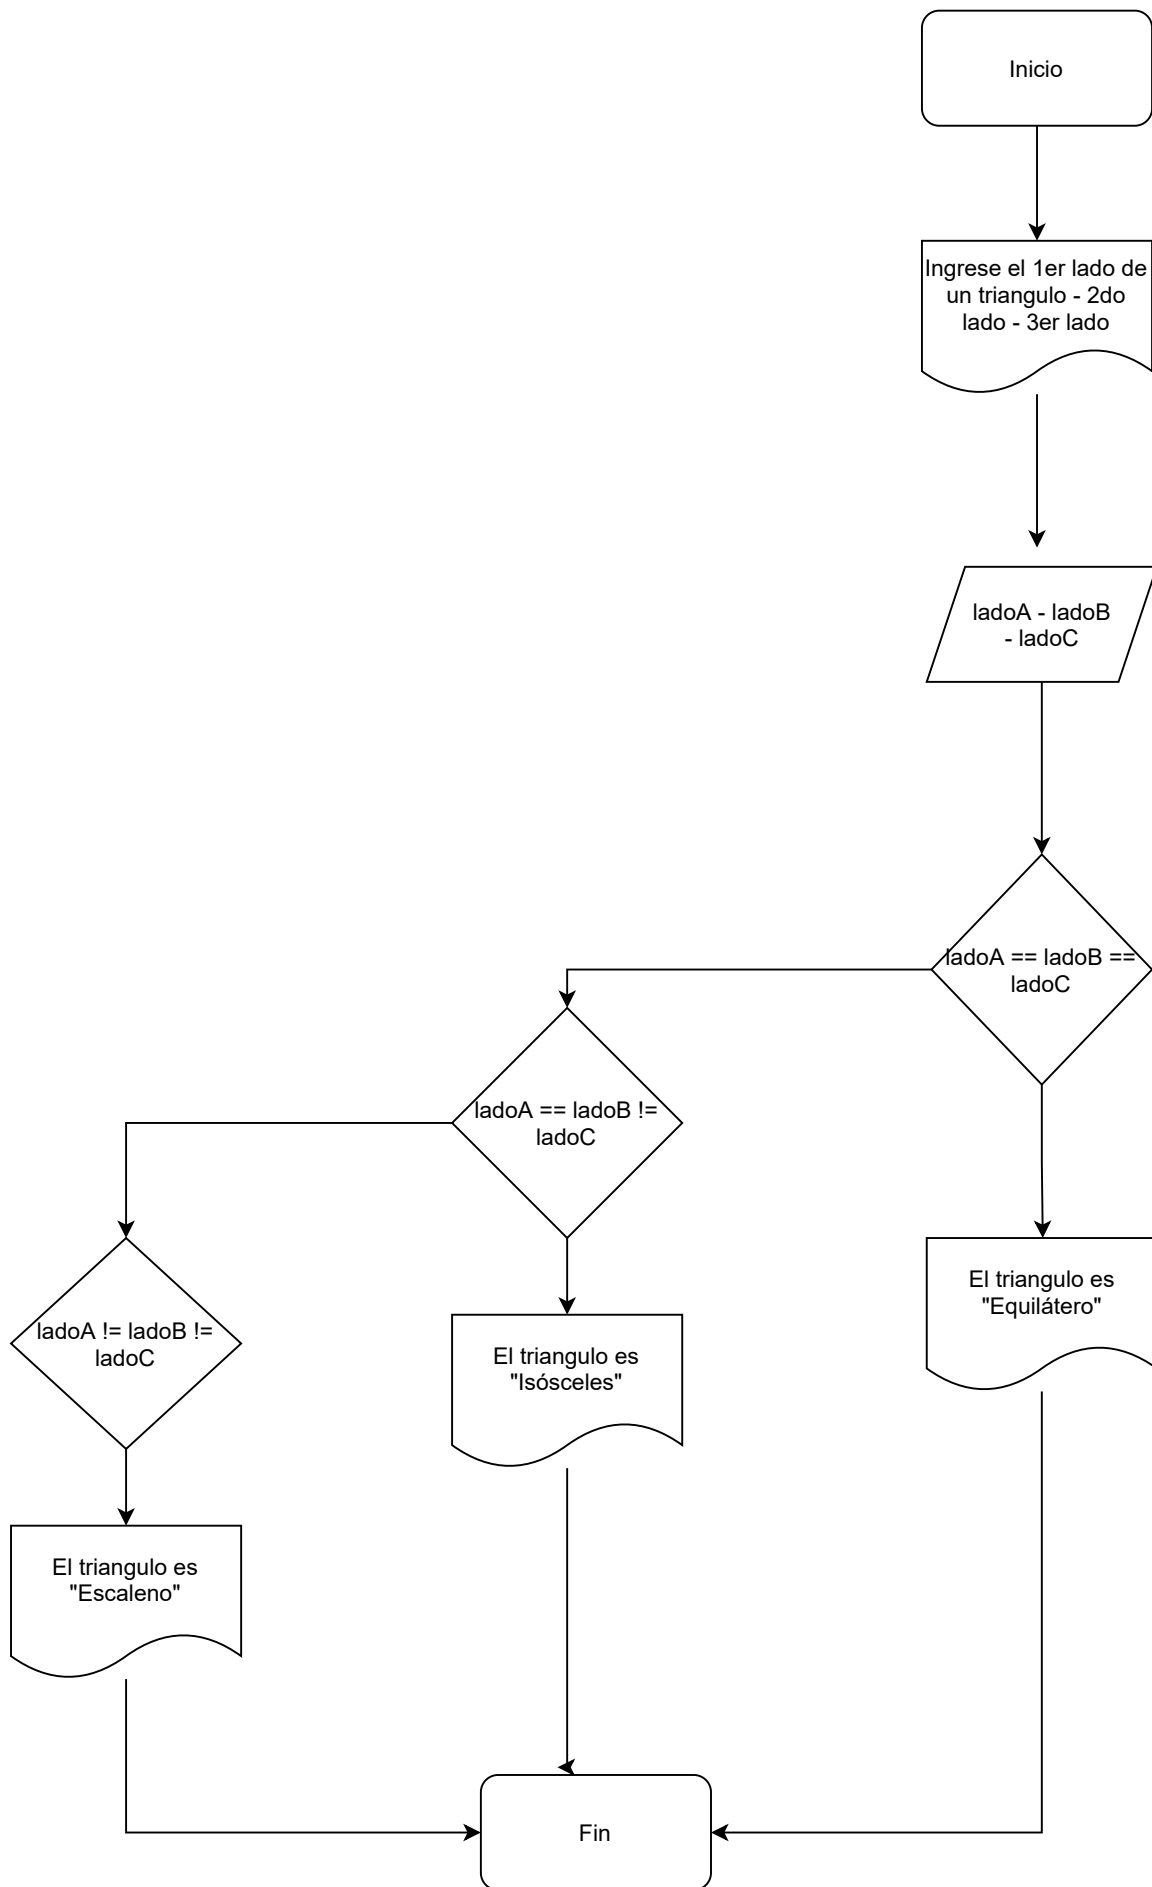 Inicio
Ingrese el 1er lado de
un triangulo - 2do
lado - 3er lado
ladoA - ladoB
- ladoC
ladoA == ladoB ==
ladoC
ladoA == ladoB !=
ladoC
ladoA != ladoB !=
ladoC
El triangulo es
"Equilátero"
El triangulo es
"Isósceles"
El triangulo es
"Escaleno"
Fin